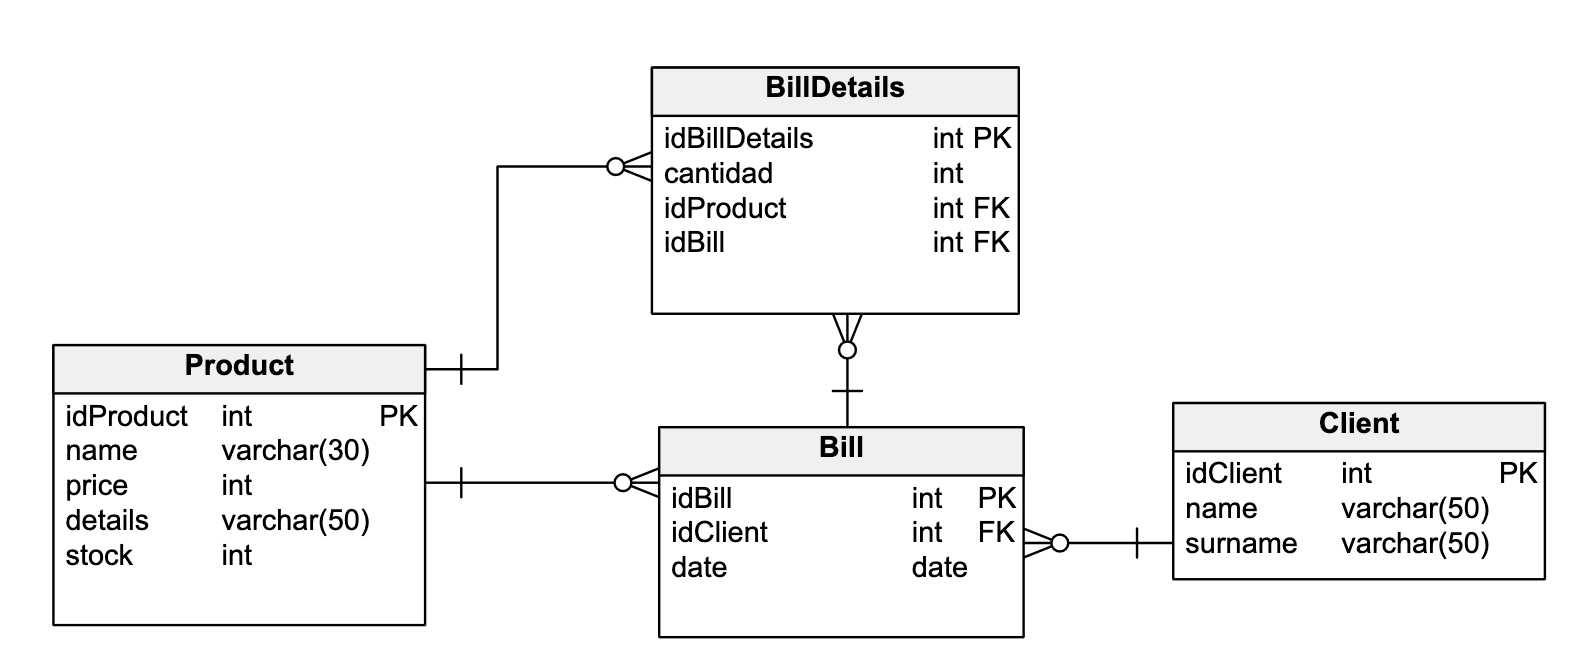 BillDetails
idBillDetails int PK
cantidad int
idProduct int FK
idBill int FK
Product
idProduct int PK
name varchar(30)
price int
details varchar(50)
stock int
Bill
idBill int PK
idClient int FK
date date
Client
idClient int PK
name varchar(50)
surname varchar(50)